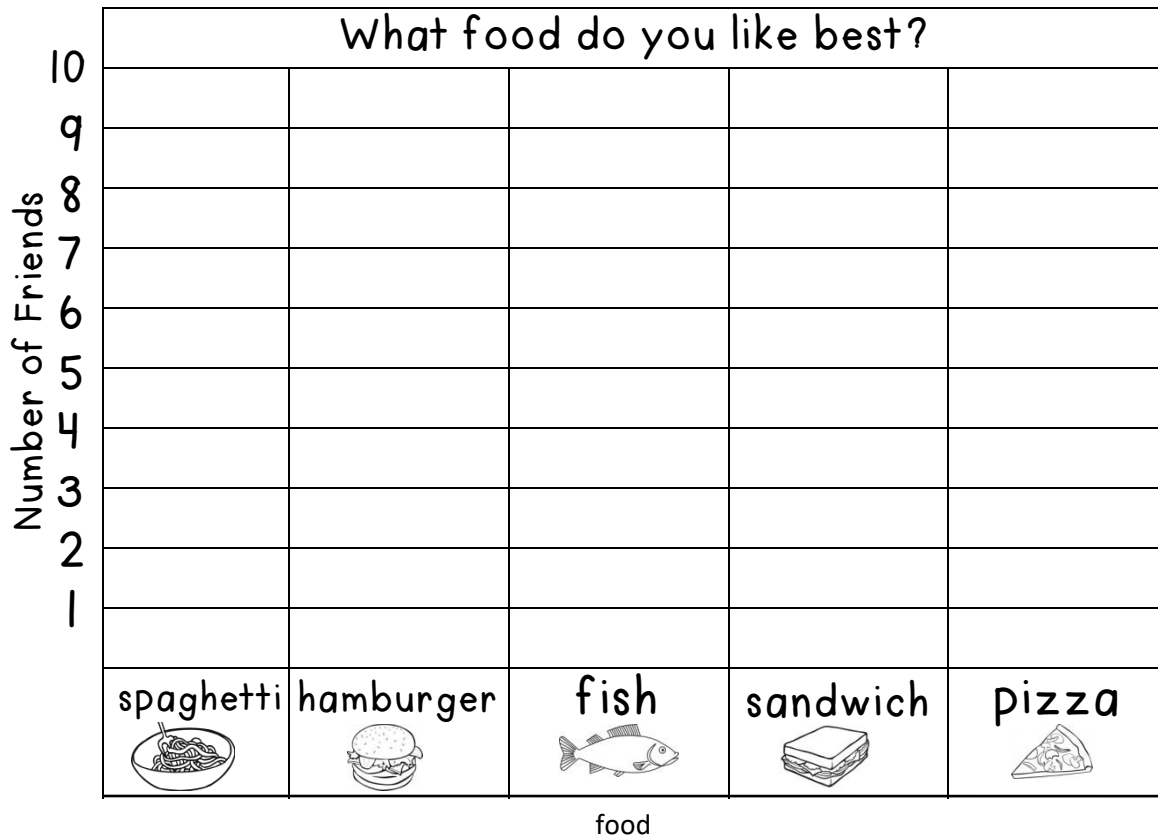 What food do you like best?
Number of Friends
10
9
8
7
6
5
4
3
2
1
spaghetti hamburger fish sandwich pizza
food